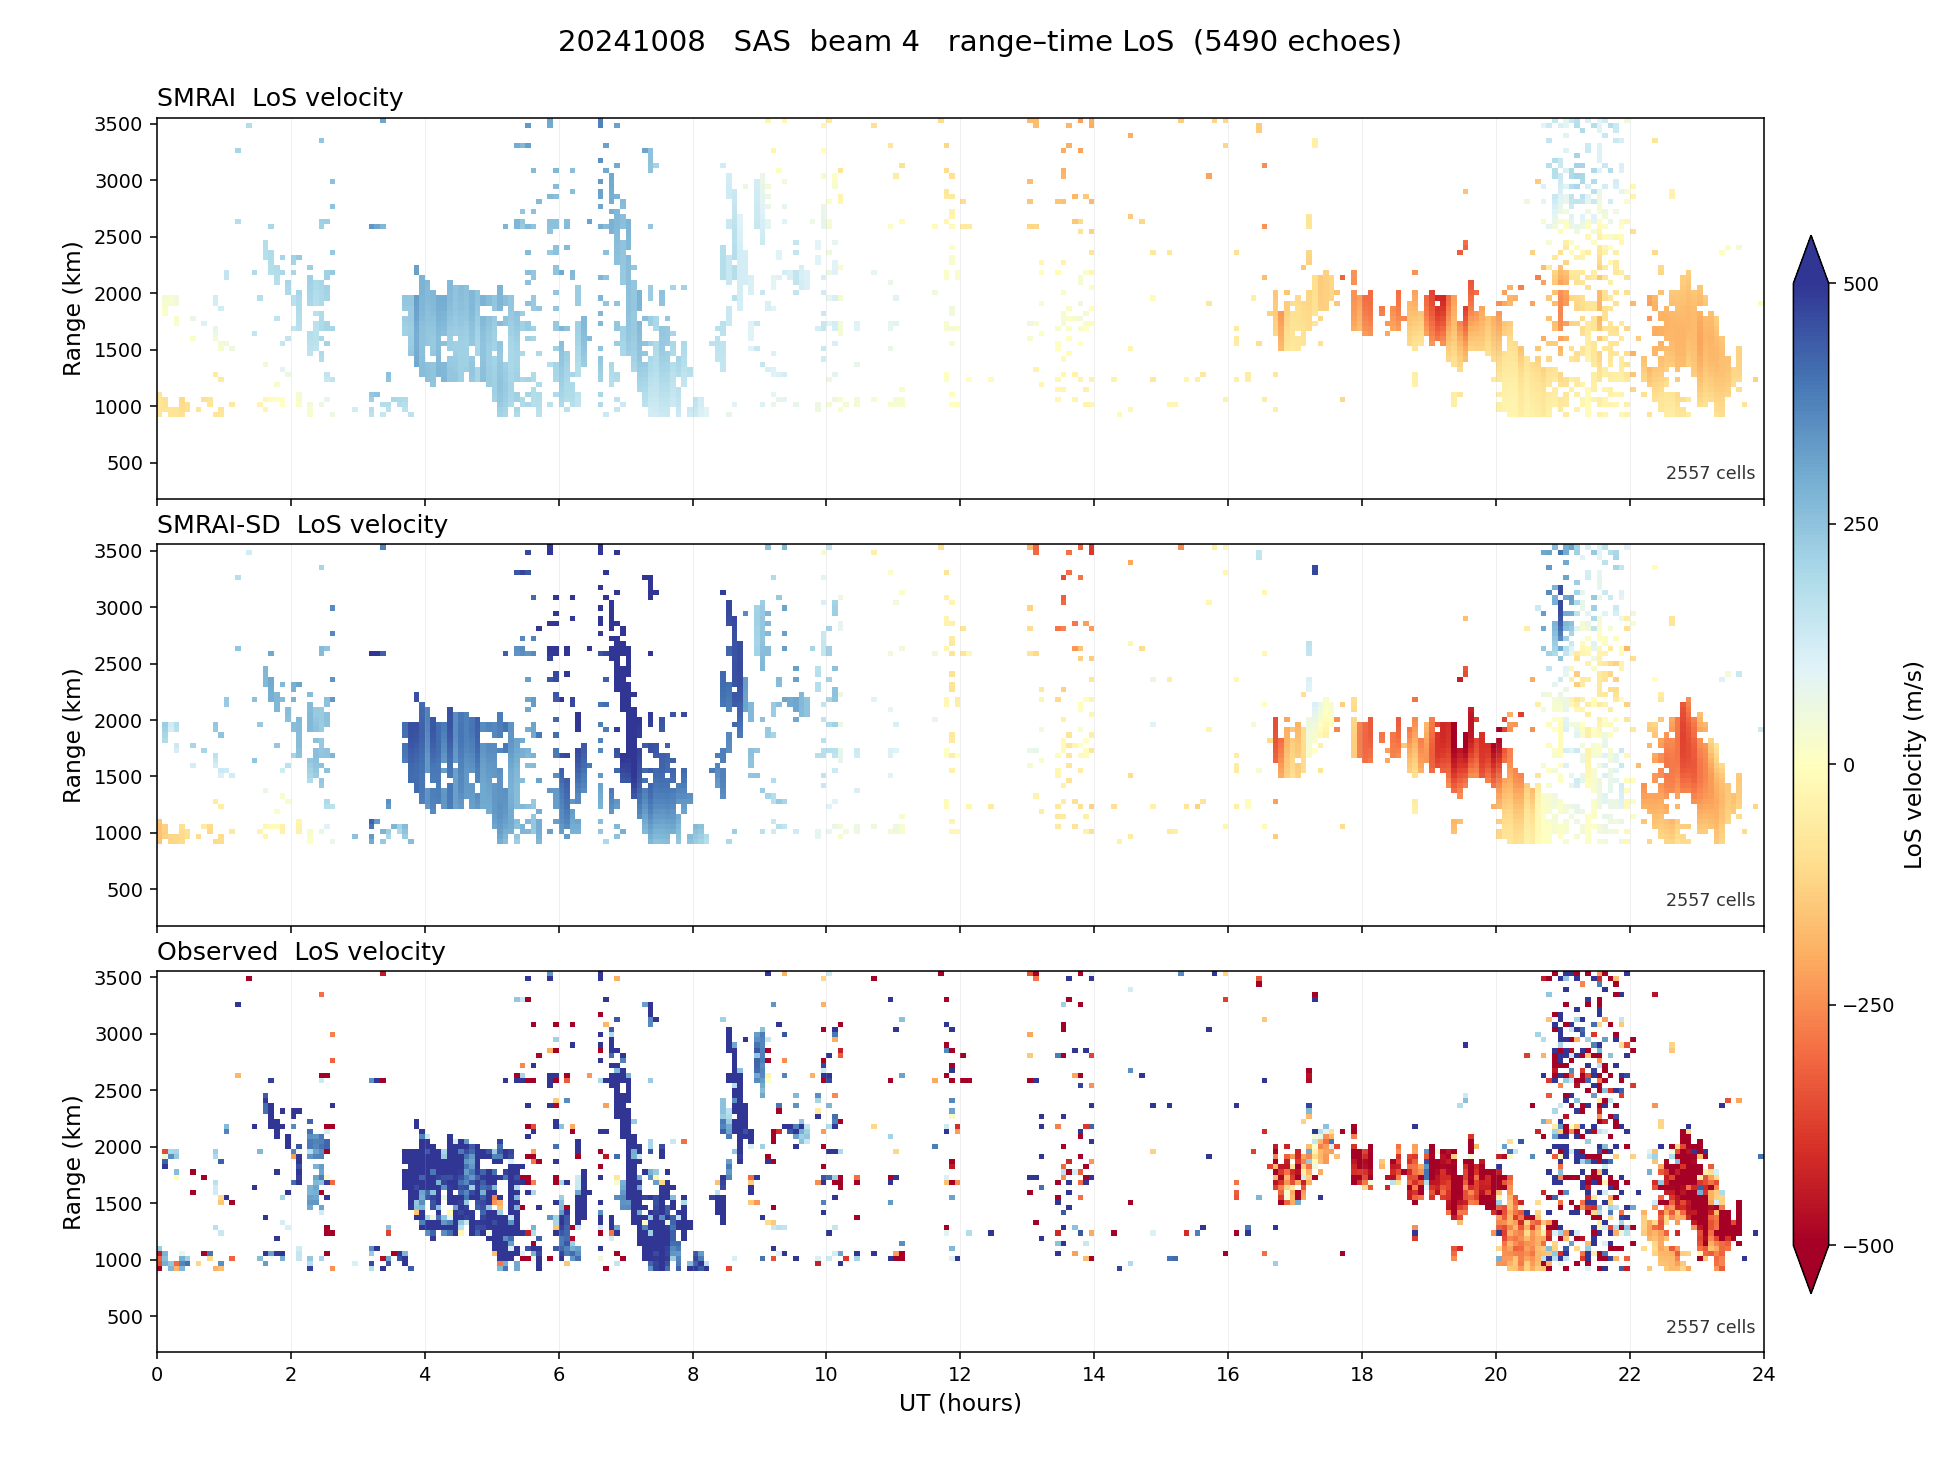 20241008   SAS  beam 4   range–time LoS  (5490 echoes)
SMRAI  LoS velocity
3500
3000
2500
2000
1500
1000
500
Range (km)
2557 cells
SMRAI-SD  LoS velocity
3500
3000
2500
2000
1500
1000
500
Range (km)
2557 cells
Observed  LoS velocity
3500
3000
2500
2000
1500
1000
500
Range (km)
2557 cells
0 2 4 6 8 10 12 14 16 18 20 22 24
UT (hours)
500
250
0
−250
−500
LoS velocity (m/s)